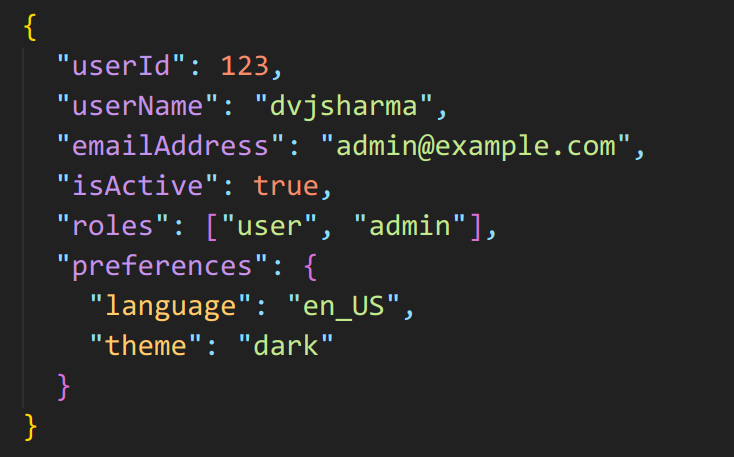 {
  "userId": 123,
  "userName": "dvjsharma",
  "emailAddress": "admin@example.com",
  "isActive": true,
  "roles": ["user", "admin"],
  "preferences": {
    "language": "en_US",
    "theme": "dark"
  }
}